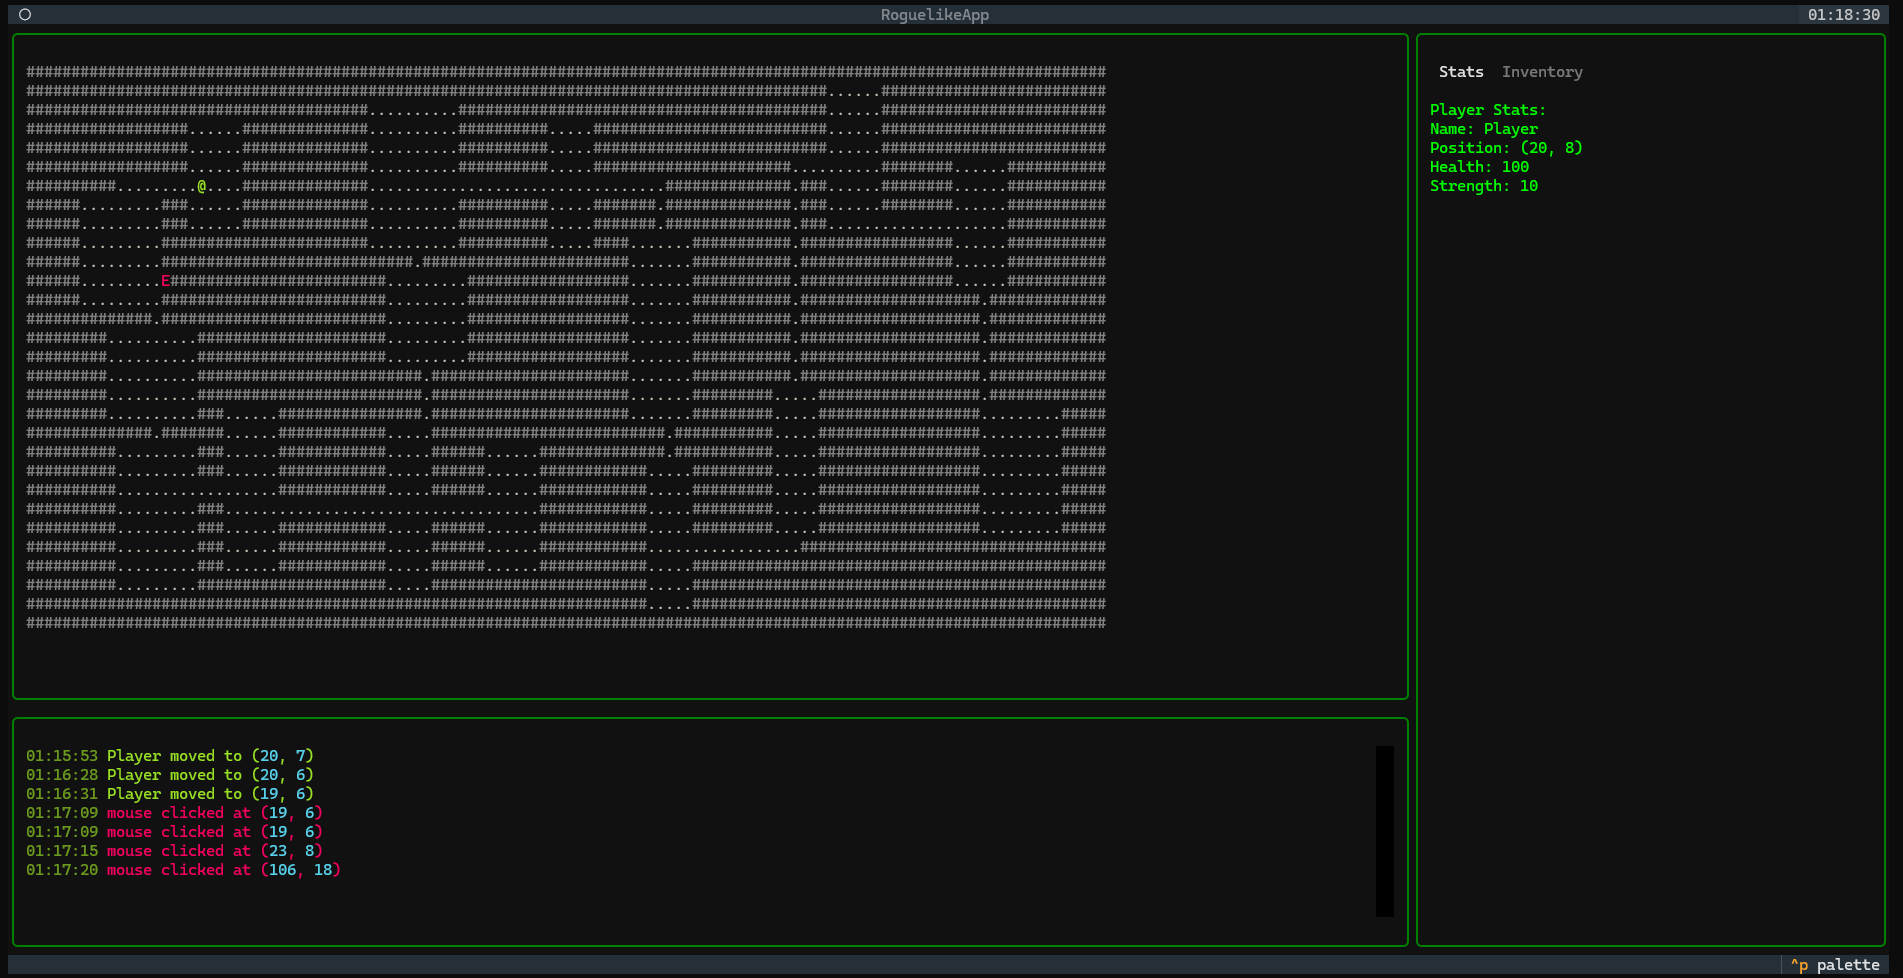 RoguelikeApp 01:18:30
########################################################################################################################
#########################################################################################......#########################
######################################..........#########################################......#########################
##################......##############..........##########.....##########################......#########################
##################......##############..........##########.....##########################......#########################
##################......##############..........##########.....######################..........########......###########
##########.........@....##############.................................##############.###......########......###########
######.........###......##############..........##########.....#######.##############.###......########......###########
######.........###......##############..........##########.....#######.##############.###....................###########
######.........#######################..........##########.....####.......###########.#################......###########
######.........############################.#######################.......###########.#################......###########
######.........E########################.........##################.......###########.#################......###########
######.........#########################.........##################.......###########.####################.#############
##############.#########################.........##################.......###########.####################.#############
#########..........#####################.........##################.......###########.####################.#############
#########..........#####################.........##################.......###########.####################.#############
#########..........#########################.######################.......###########.####################.#############
#########..........#########################.######################.......#########.....##################.#############
#########..........###......################.######################.......#########.....##################.........#####
##############.#######......############.....##########################.###########.....##################.........#####
##########.........###......############.....######......##############.###########.....##################.........#####
##########.........###......############.....######......############.....#########.....##################.........#####
##########..................############.....######......############.....#########.....##################.........#####
##########.........###...................................############.....#########.....##################.........#####
##########.........###......############.....######......############.....#########.....##################.........#####
##########.........###......############.....######......############.................##################################
##########.........###......############.....######......############.....##############################################
##########.........#####################.....########################.....##############################################
#####################################################################.....##############################################
########################################################################################################################
Stats Inventory
Player Stats:
Name: Player
Position: (20, 8)
Health: 100
Strength: 10
01:15:53 Player moved to (20, 7)
01:16:28 Player moved to (20, 6)
01:16:31 Player moved to (19, 6)
01:17:09 mouse clicked at (19, 6)
01:17:09 mouse clicked at (19, 6)
01:17:15 mouse clicked at (23, 8)
01:17:20 mouse clicked at (106, 18)
^p palette